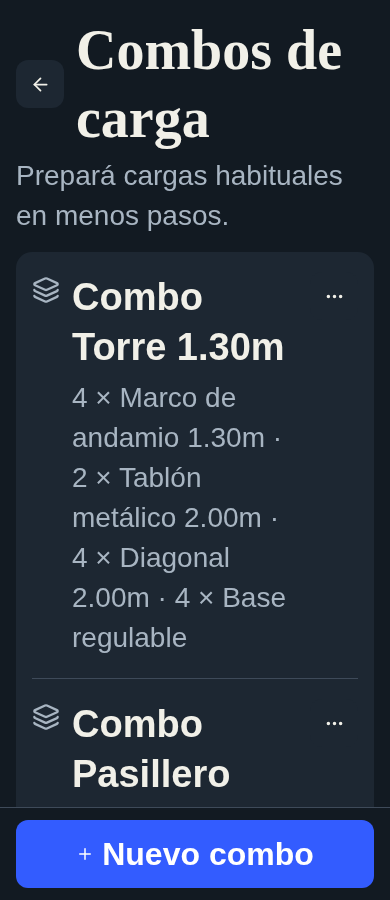 Combos de
carga
Prepará cargas habituales
en menos pasos.
Combo
Torre 1.30m
4 × Marco de
andamio 1.30m ·
2 × Tablón
metálico 2.00m ·
4 × Diagonal
2.00m · 4 × Base
regulable
Combo
Pasillero
+ Nuevo combo